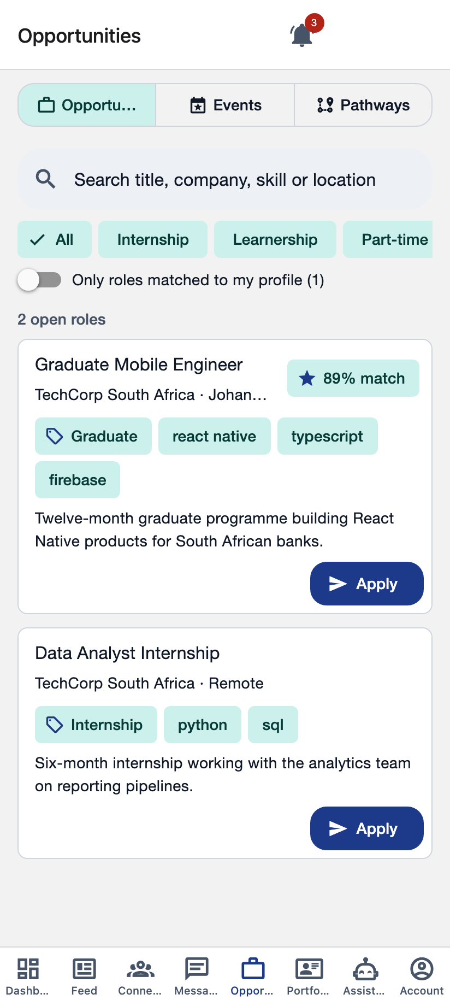 Opportunities
3
Opportu...
Events
Pathways
Search title, company, skill or location
All
Internship
Learnership
Part-time
Only roles matched to my profile (1)
2 open roles
Graduate Mobile Engineer
TechCorp South Africa · Johan...
89% match
Graduate
react native
typescript
firebase
Twelve-month graduate programme building React
Native products for South African banks.
Apply
Data Analyst Internship
TechCorp South Africa · Remote
Internship
python
sql
Six-month internship working with the analytics team
on reporting pipelines.
Apply
Dashb...
Feed
Conne...
Messa...
Oppor...
Portfo...
Assist...
Account